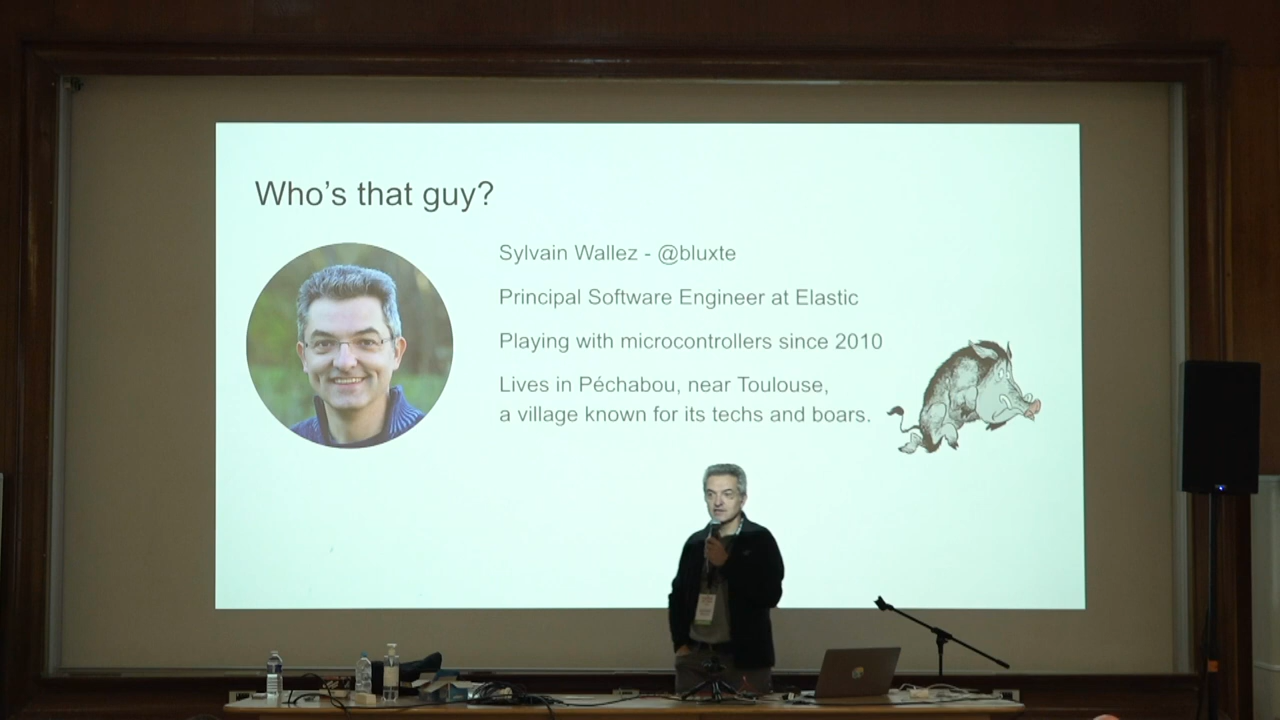 Who's that guy?
Sylvain Wallez - @bluxte
Principal Software Engineer at Elastic
Playing with microcontrollers since 2010
Lives in Péchabou, near Toulouse,
a village known for its techs and boars.